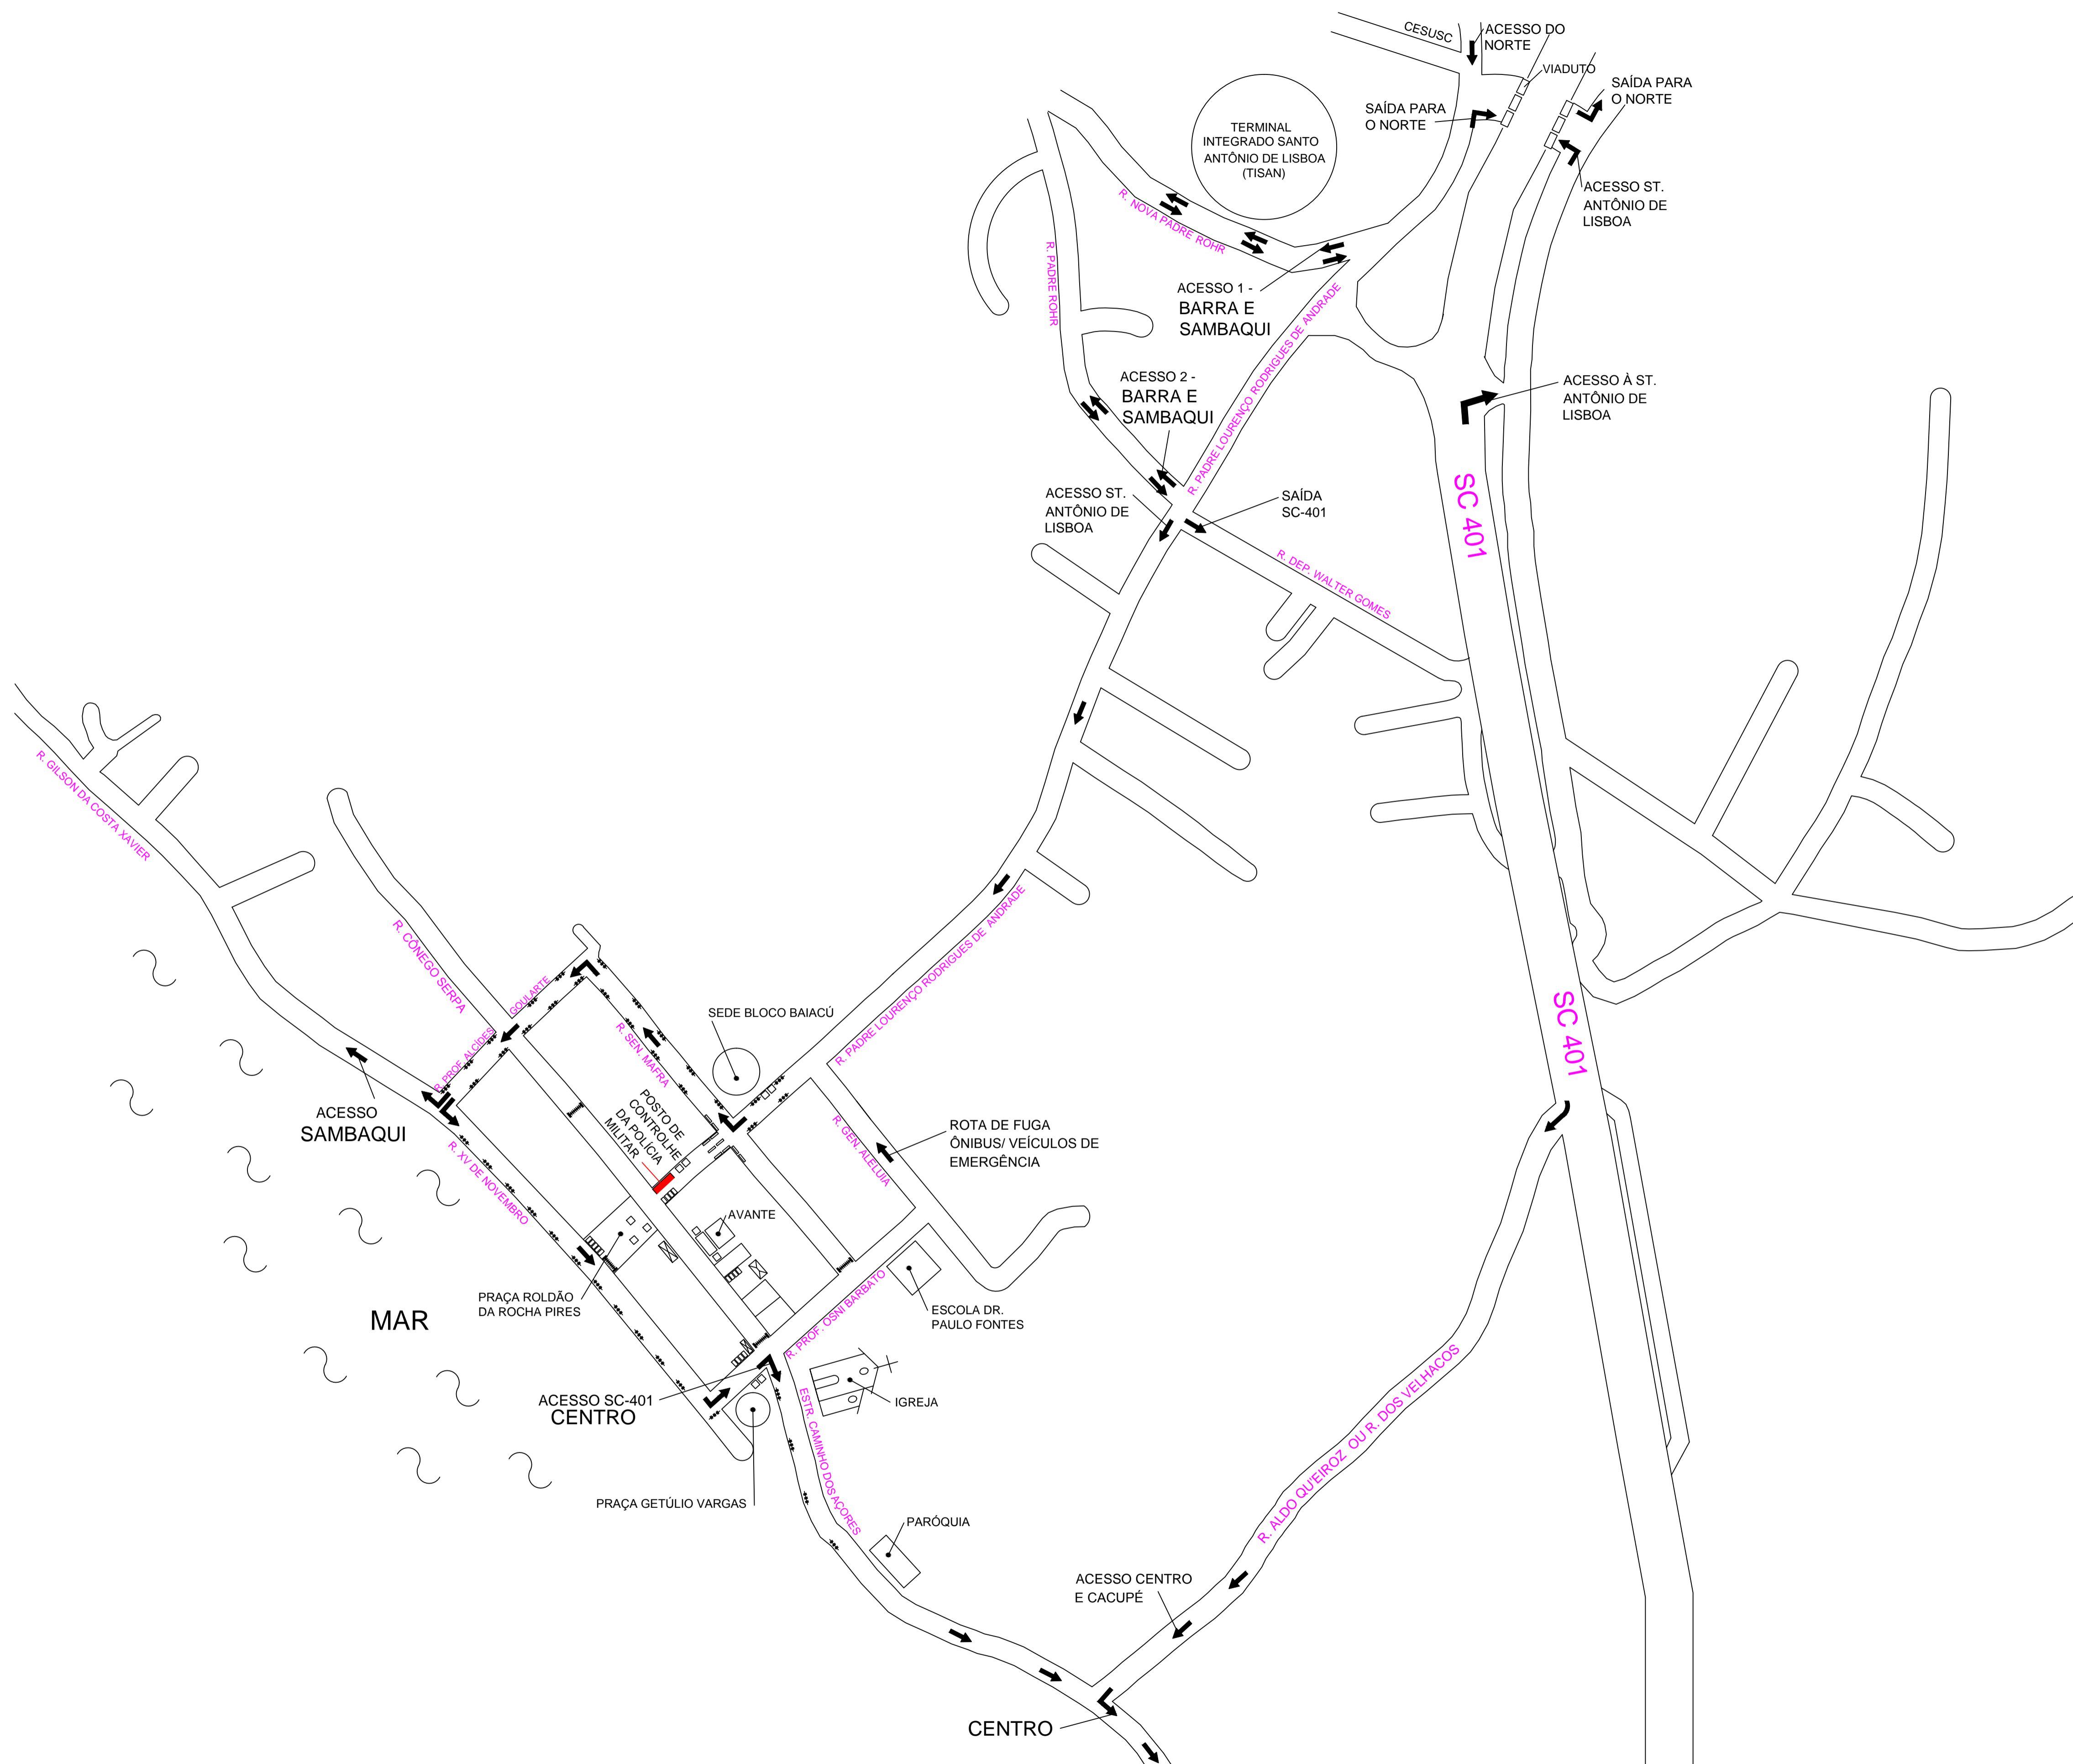 CESUSC
ACESSO DO
NORTE
VIADUTO
SAÍDA PARA
O NORTE
SAÍDA PARA
O NORTE
TERMINAL
INTEGRADO SANTO
ANTÔNIO DE LISBOA
(TISAN)
ACESSO ST.
ANTÔNIO DE
LISBOA
R. NOVA PADRE ROHR
R. PADRE ROHR
ACESSO 1 -
BARRA E
SAMBAQUI
R. PADRE LOURENÇO RODRIGUES DE ANDRADE
ACESSO 2 -
BARRA E
SAMBAQUI
ACESSO À ST.
ANTÔNIO DE
LISBOA
SC 401
ACESSO ST.
ANTÔNIO DE
LISBOA
SAÍDA
SC-401
R. DEP. WALTER GOMES
R. GILSON DA COSTA XAVIER
R. CÔNEGO SERPA
R. PADRE LOURENÇO RODRIGUES DE ANDRADE
R. PROF. ALCÍDES
GOULARTE
SEDE BLOCO BAIACÚ
R. SEN. MAFRA
SC 401
ACESSO
SAMBAQUI
POSTO DE
CONTROLHE
DA POLÍCIA
MILITAR
R. GEN. ALELUIA
ROTA DE FUGA
ÔNIBUS/ VEÍCULOS DE
EMERGÊNCIA
R. XV DE NOVEMBRO
AVANTE
PRAÇA ROLDÃO
DA ROCHA PIRES
MAR
R. PROF. OSNI BARBATO
ESCOLA DR.
PAULO FONTES
ACESSO SC-401
CENTRO
IGREJA
ESTR. CAMINHO DOS AÇORES
R. ALDO QU'EIROZ OU R. DOS VELHACOS
PRAÇA GETÚLIO VARGAS
PARÓQUIA
ACESSO CENTRO
E CACUPÉ
CENTRO